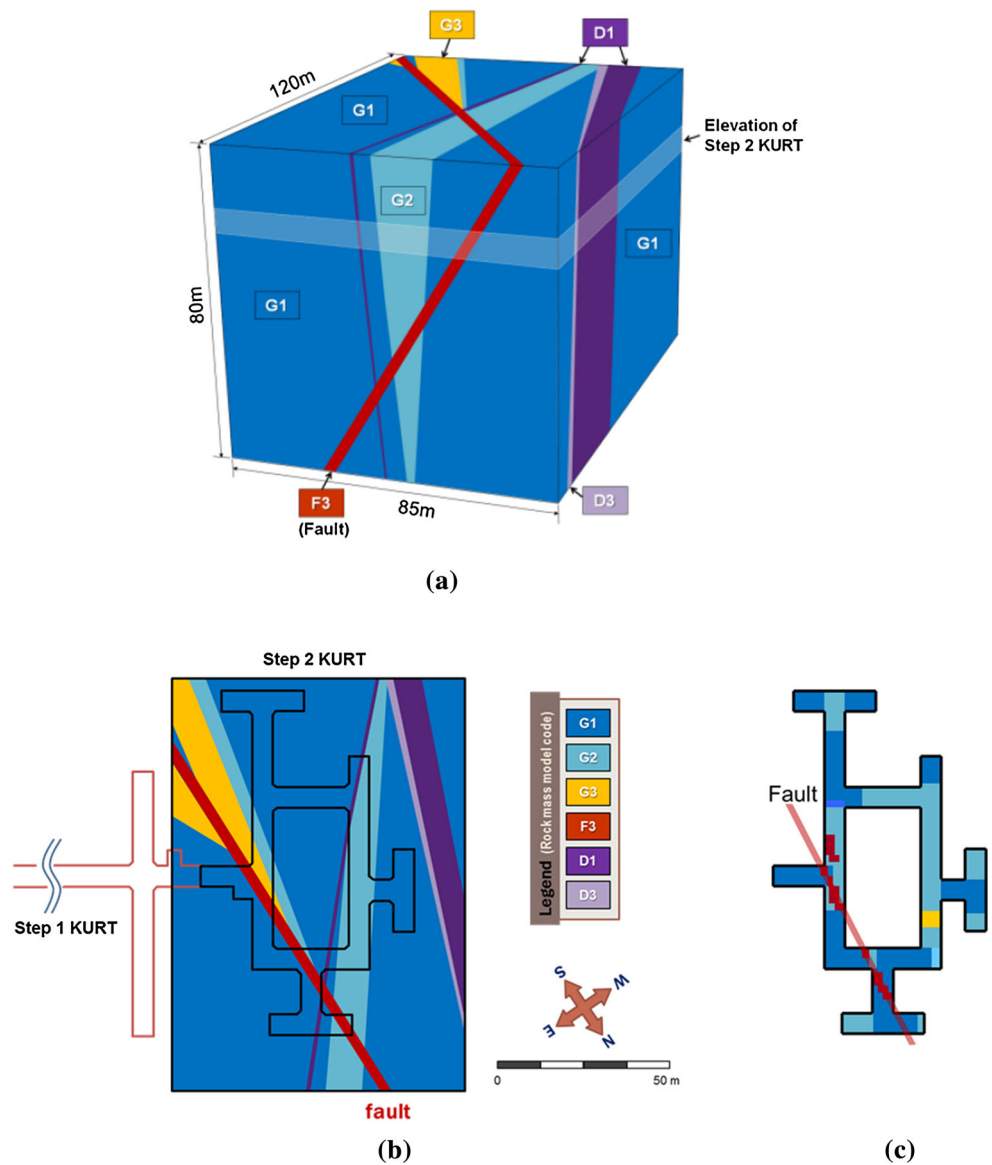 G3
D1
120m
G1
Elevation of
Step 2 KURT
G2
G1
G1
80m
F3
(Fault)
85m
D3
(a)
Step 2 KURT
Step 1 KURT
fault
(b)
Legend (Rock mass model code)
G1
G2
G3
F3
D1
D3
S
W
E
N
0
50 m
Fault
(c)